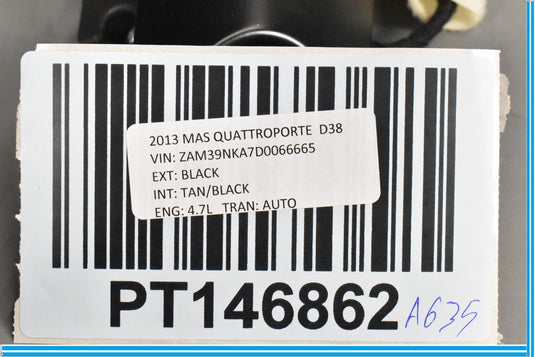 2013 MAS QUATTROPORTE D38
VIN: ZAM39NKA7D0066665
EXT: BLACK
INT: TAN/BLACK
ENG: 4.7L TRAN: AUTO
PT146862 A635